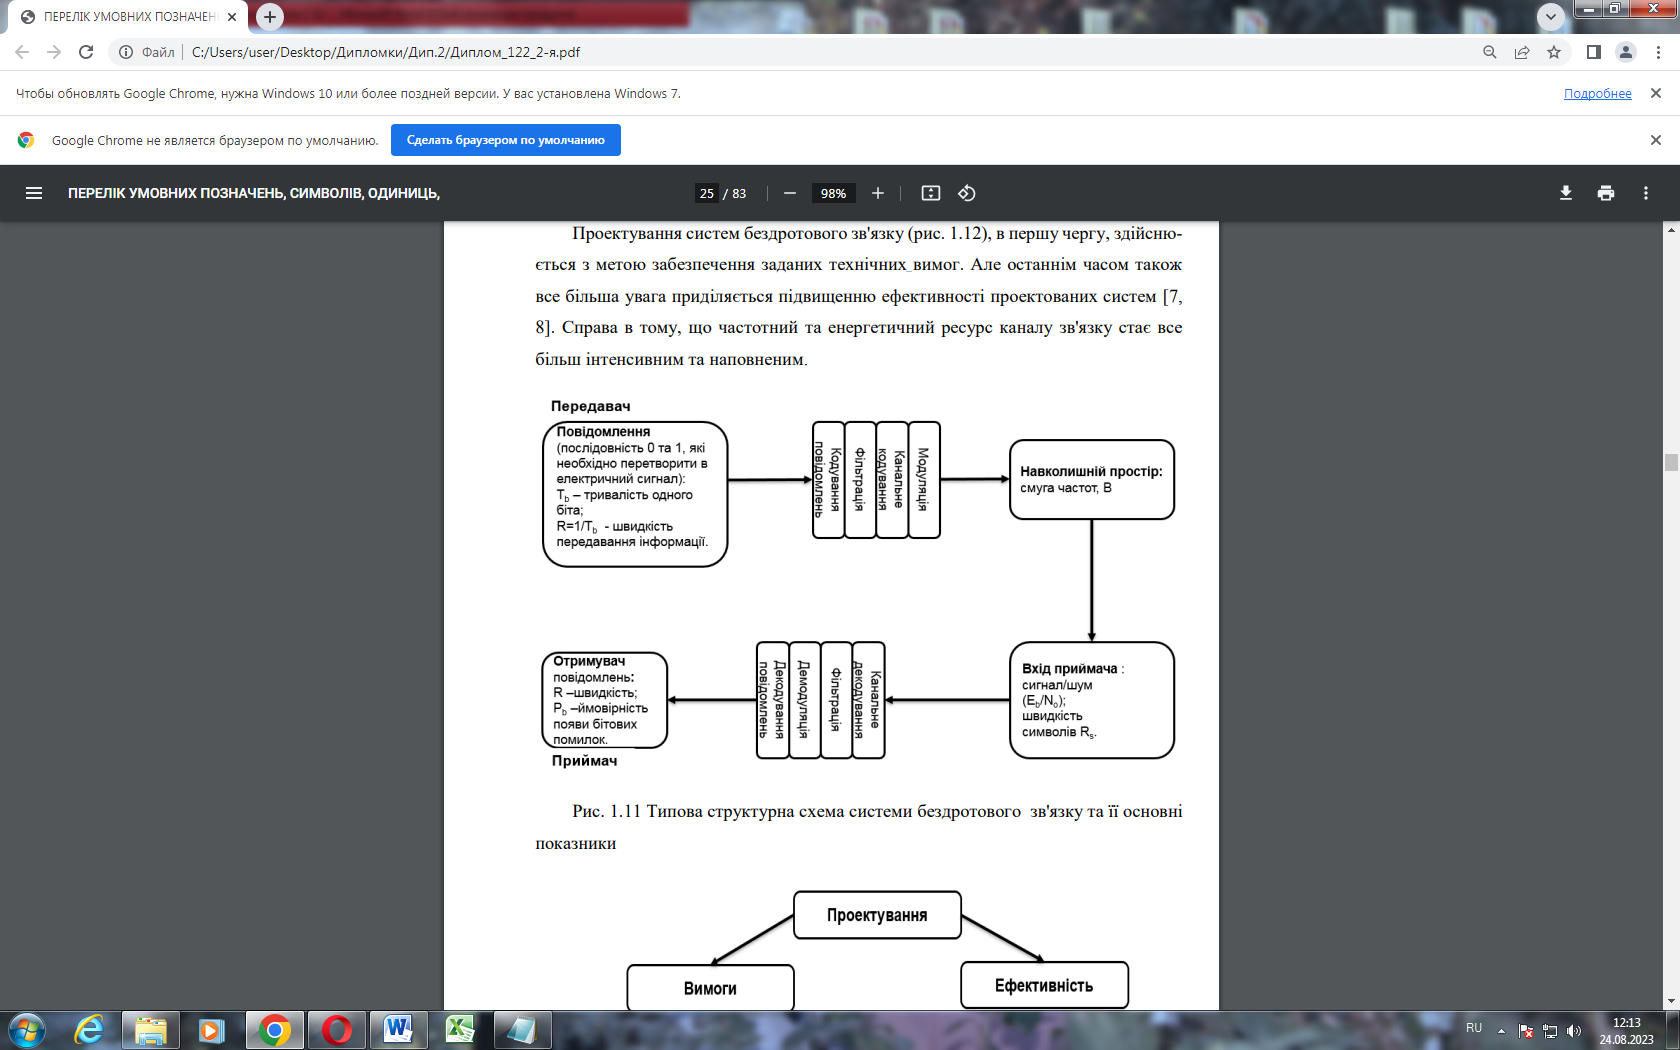 ПЕРЕЛІК УМОВНИХ ПОЗНАЧЕН
Файл
C:/Users/user/Desktop/Дипломки/Дип.2/Диплом_122_2-я.pdf
Чтобы обновлять Google Chrome, нужна Windows 10 или более поздней версии. У вас установлена Windows 7.
Подробнее
Google Chrome не является браузером по умолчанию.
Сделать браузером по умолчанию
ПЕРЕЛІК УМОВНИХ ПОЗНАЧЕНЬ, СИМВОЛІВ, ОДИНИЦЬ,
25 / 83
98%
Проектування систем бездротового зв'язку (рис. 1.12), в першу чергу, здійсню-
ється з метою забезпечення заданих технічних вимог. Але останнім часом також
все більша увага приділяється підвищенню ефективності проектованих систем [7,
8]. Справа в тому, що частотний та енергетичний ресурс каналу зв'язку стає все
більш інтенсивним та наповненим.
Передавач
Повідомлення
(послідовність 0 та 1, які
необхідно перетворити в
електричний сигнал):
Tb – тривалість одного
біта;
R=1/Tb - швидкість
передавання інформації.
Кодування
повідомлень
Фільтрація
Канальне
кодування
Модуляція
Навколишній простір:
смуга частот, В
Вхід приймача :
сигнал/шум
(Eb/No);
швидкість
символів Rs.
Канальне
декодування
Фільтрація
Демодуляція
Декодування
повідомлень
Отримувач
повідомлень:
R –швидкість;
Pb –ймовірність
появи бітових
помилок.
Приймач
Рис. 1.11 Типова структурна схема системи бездротового зв'язку та її основні
показники
Проектування
Вимоги
Ефективність
RU
12:13
24.08.2023